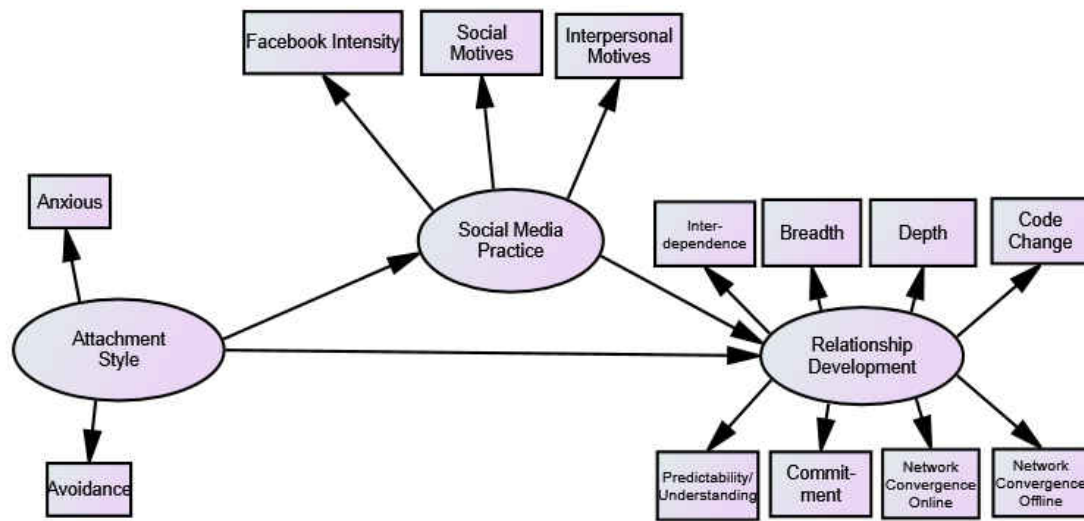 Facebook Intensity
Social
Motives
Interpersonal
Motives
Anxious
Social Media
Practice
Inter-
dependence
Breadth
Depth
Code
Change
Attachment
Style
Relationship
Development
Avoidance
Predictability/
Understanding
Commit-
ment
Network
Convergence
Online
Network
Convergence
Offline